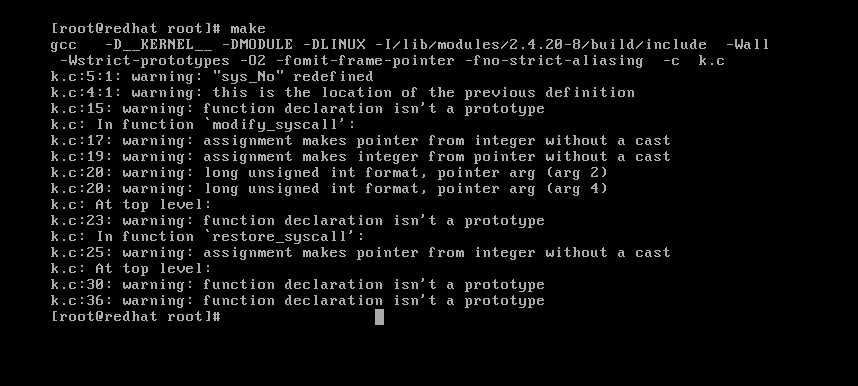 [root@redhat root]# make
gcc   -D__KERNEL__ -DMODULE -DLINUX -I/lib/modules/2.4.20-8/build/include  -Wall
 -Wstrict-prototypes -O2 -fomit-frame-pointer -fno-strict-aliasing  -c  k.c
k.c:5:1: warning: "sys_No" redefined
k.c:4:1: warning: this is the location of the previous definition
k.c:15: warning: function declaration isn't a prototype
k.c: In function `modify_syscall':
k.c:17: warning: assignment makes pointer from integer without a cast
k.c:19: warning: assignment makes integer from pointer without a cast
k.c:20: warning: long unsigned int format, pointer arg (arg 2)
k.c:20: warning: long unsigned int format, pointer arg (arg 4)
k.c: At top level:
k.c:23: warning: function declaration isn't a prototype
k.c: In function `restore_syscall':
k.c:25: warning: assignment makes pointer from integer without a cast
k.c: At top level:
k.c:30: warning: function declaration isn't a prototype
k.c:36: warning: function declaration isn't a prototype
[root@redhat root]#